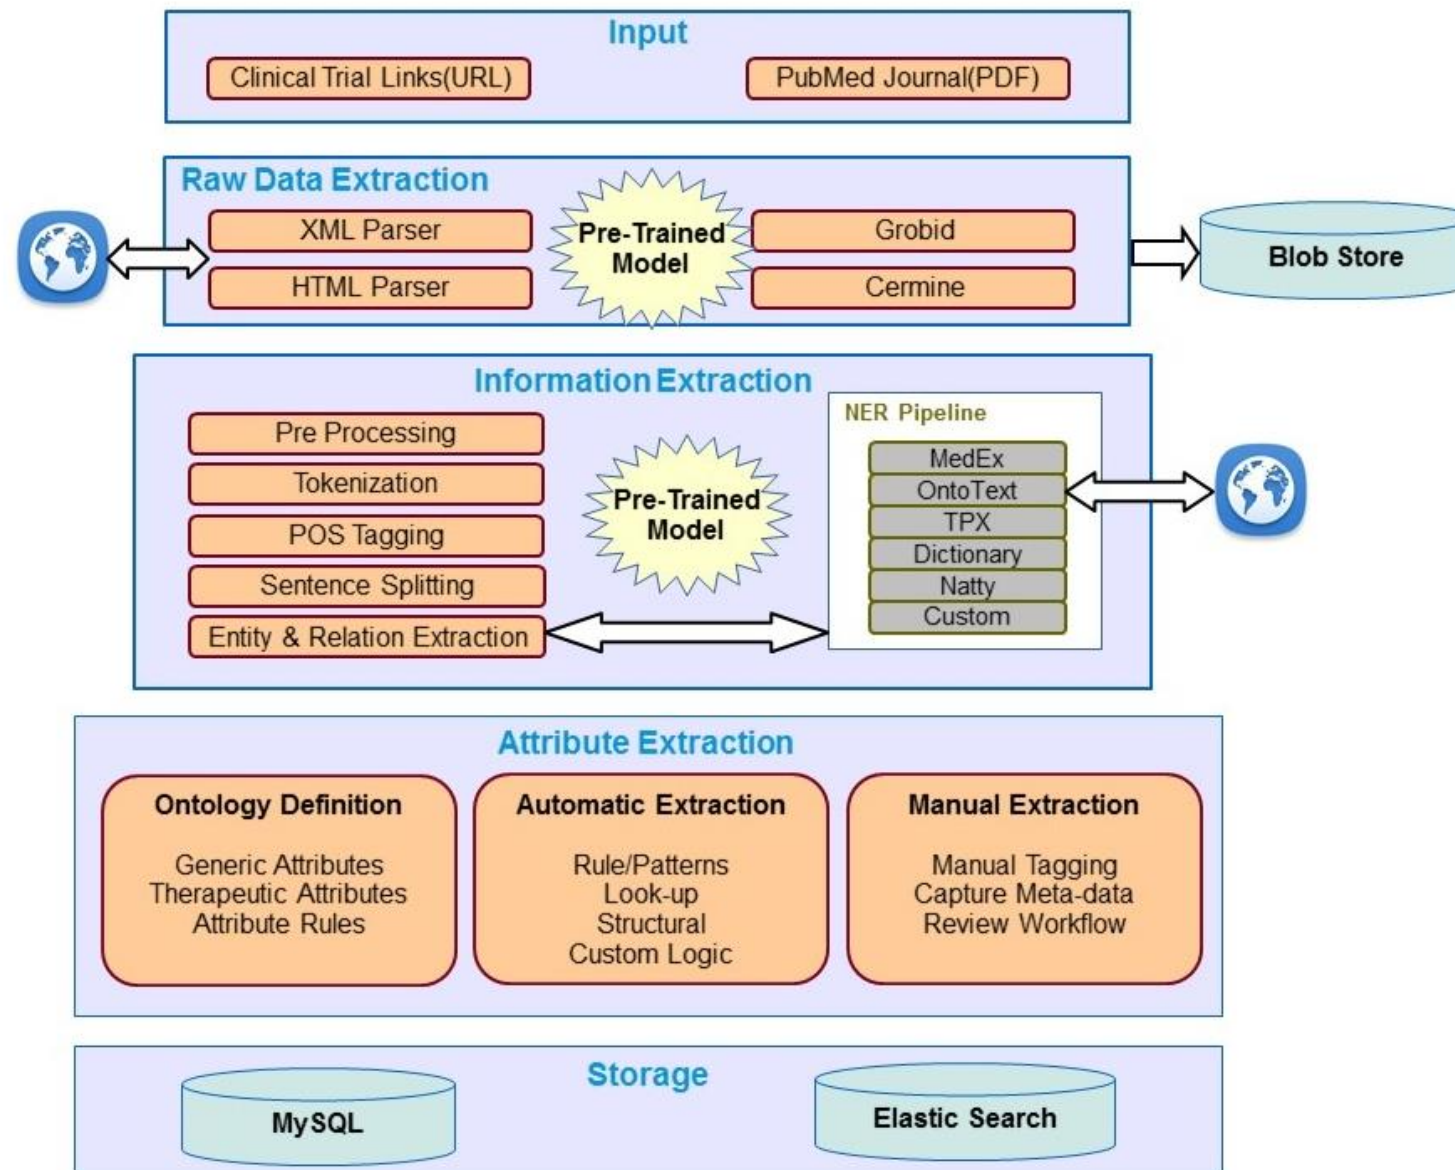 Input
Clinical Trial Links(URL)
PubMed Journal(PDF)
Raw Data Extraction
XML Parser
HTML Parser
Pre-Trained
Model
Grobid
Cermine
Blob Store
Information Extraction
Pre Processing
Tokenization
POS Tagging
Sentence Splitting
Entity & Relation Extraction
Pre-Trained
Model
NER Pipeline
MedEx
OntoText
TPX
Dictionary
Natty
Custom
Attribute Extraction
Ontology Definition
Generic Attributes
Therapeutic Attributes
Attribute Rules
Automatic Extraction
Rule/Patterns
Look-up
Structural
Custom Logic
Manual Extraction
Manual Tagging
Capture Meta-data
Review Workflow
Storage
MySQL
Elastic Search